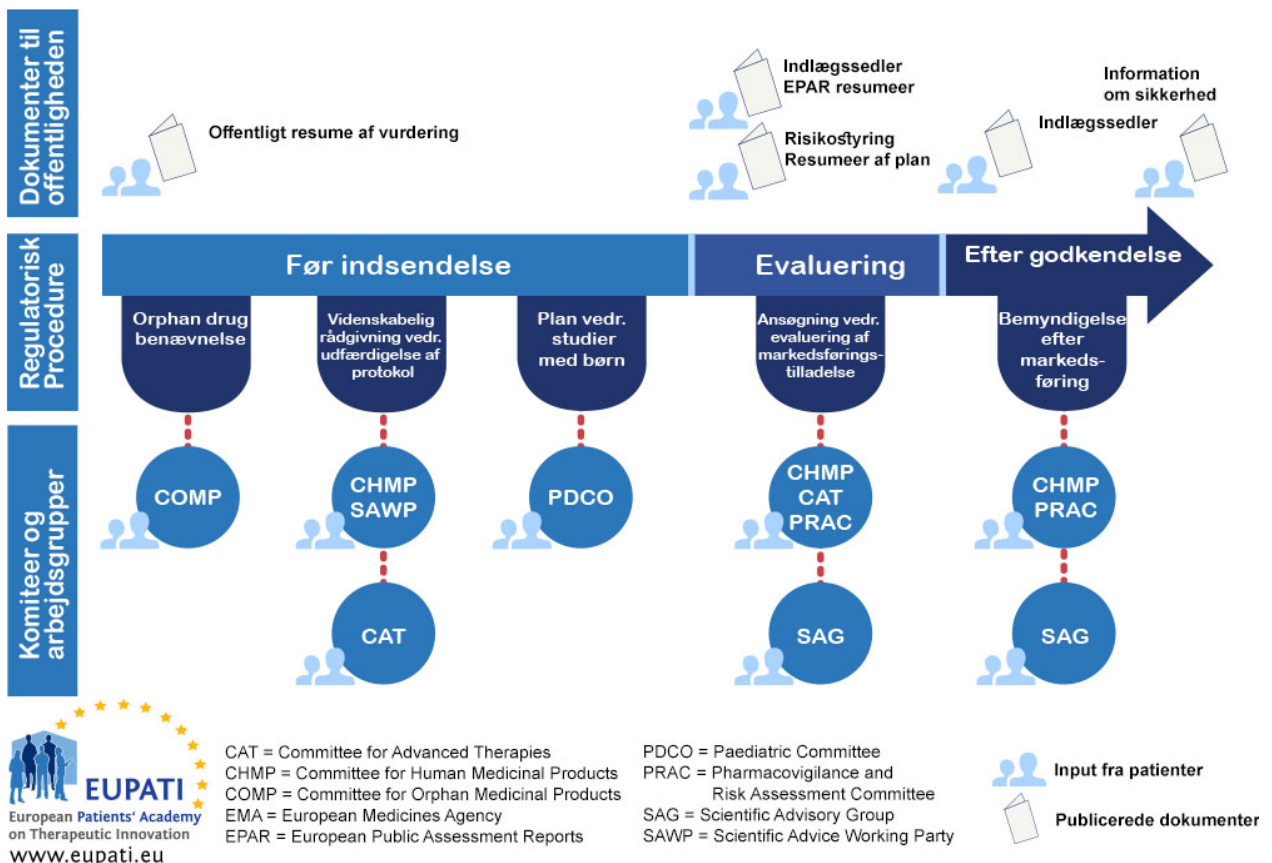 Dokumenter til
offentligheden
Offentligt resume af vurdering
Indlægssedler
EPAR resumeer
Risikostyring
Resumeer af plan
Indlægssedler
Information
om sikkerhed
Regulatorisk
Procedure
Før indsendelse
Evaluering
Efter godkendelse
Orphan drug
benævnelse
Videnskabelig
rådgivning vedr.
udfærdigelse af
protokol
Plan vedr.
studier
med børn
Ansøgning vedr.
evaluering af
markedsførings-
tilladelse
Bemyndigelse
efter
markeds-
føring
Komiteer og
arbejdsgrupper
COMP
CHMP
SAWP
PDCO
CHMP
CAT
PRAC
CHMP
PRAC
CAT
SAG
SAG
EUPATI
European Patients' Academy
on Therapeutic Innovation
www.eupati.eu
CAT = Committee for Advanced Therapies
CHMP = Committee for Human Medicinal Products
COMP = Committee for Orphan Medicinal Products
EMA = European Medicines Agency
EPAR = European Public Assessment Reports
PDCO = Paediatric Committee
PRAC = Pharmacovigilance and
Risk Assessment Committee
SAG = Scientific Advisory Group
SAWP = Scientific Advice Working Party
Input fra patienter
Publicerede dokumenter